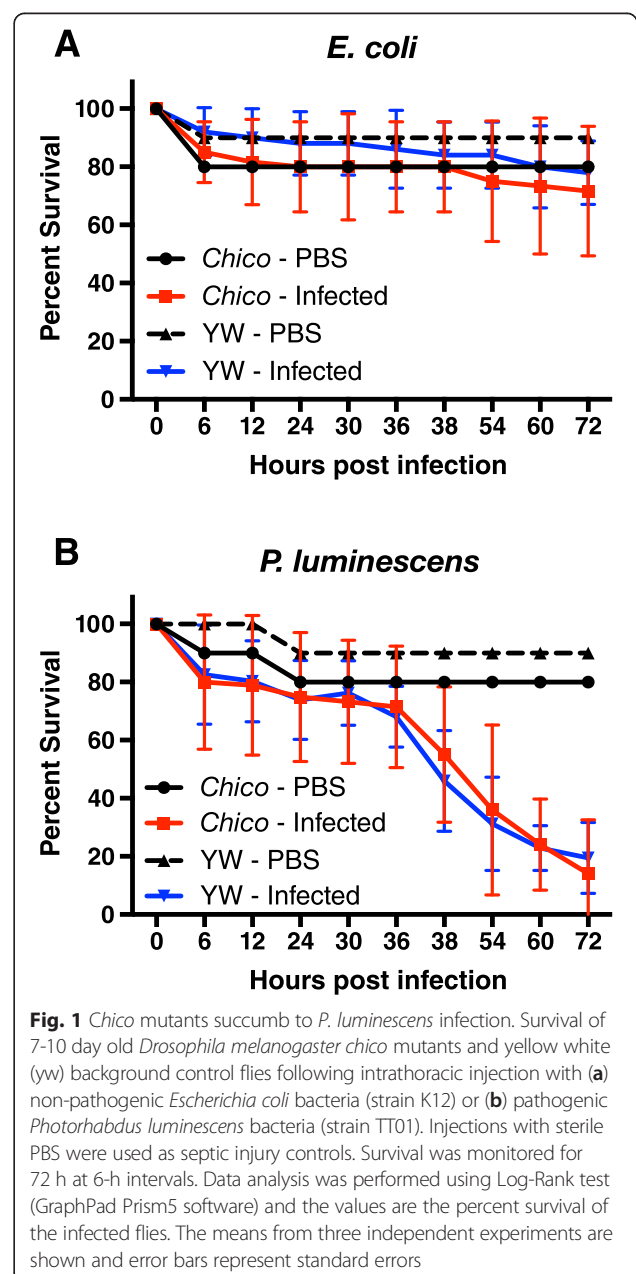 A
E. coli
Percent Survival
100
80
60
40
20
0
Chico - PBS
Chico - Infected
YW - PBS
YW - Infected
0 6 12 24 30 36 48 54 60 72
Hours post infection
B
P. luminescens
Percent Survival
100
80
60
40
20
0
Chico - PBS
Chico - Infected
YW - PBS
YW - Infected
0 6 12 24 30 36 48 54 60 72
Hours post infection
Fig. 1 Chico mutants succumb to P. luminescens infection. Survival of
7-10 day old Drosophila melanogaster chico mutants and yellow white
(yw) background control flies following intrathoracic injection with (a)
non-pathogenic Escherichia coli bacteria (strain K12) or (b) pathogenic
Photorhabdus luminescens bacteria (strain TT01). Injections with sterile
PBS were used as septic injury controls. Survival was monitored for
72 h at 6-h intervals. Data analysis was performed using Log-Rank test
(GraphPad Prism5 software) and the values are the percent survival of
the infected flies. The means from three independent experiments are
shown and error bars represent standard errors